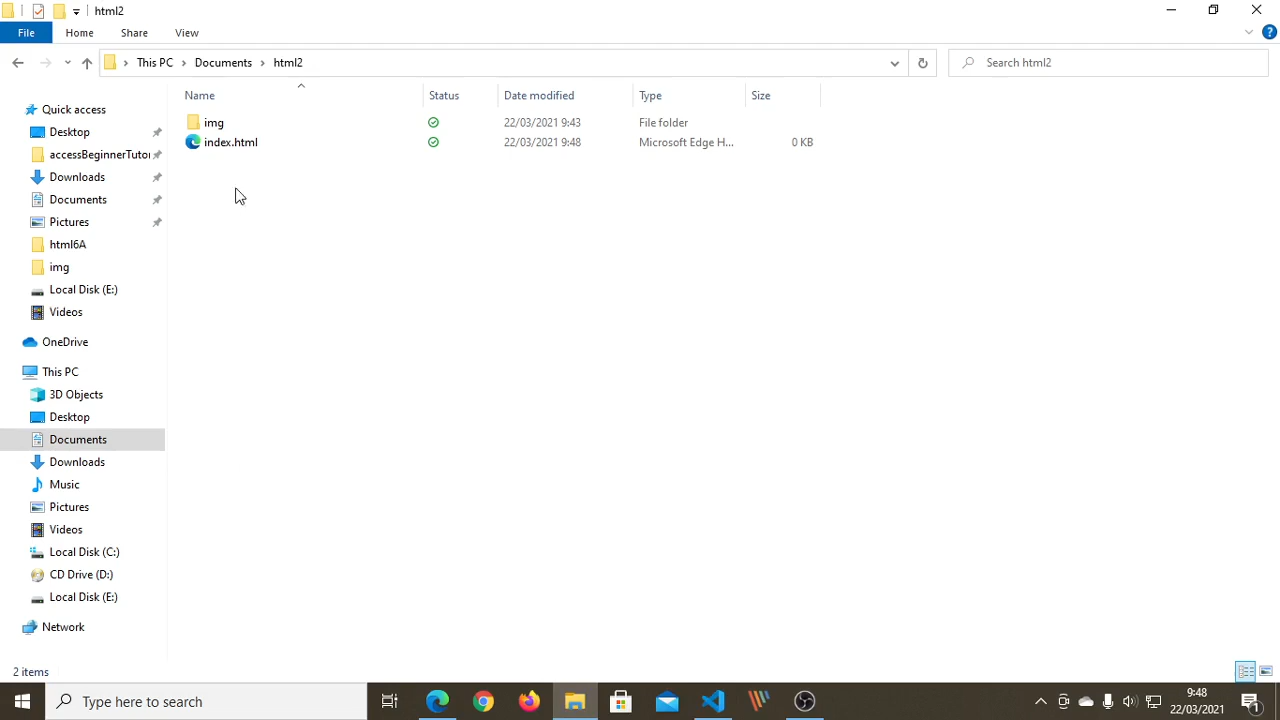 html2
File
Home
Share
View
This PC
Documents
html2
Search html2
Name
Status
Date modified
Type
Size
img
22/03/2021 9:43
File folder
index.html
22/03/2021 9:48
Microsoft Edge H...
0 KB
Quick access
Desktop
accessBeginnerTutor
Downloads
Documents
Pictures
html6A
img
Local Disk (E:)
Videos
OneDrive
This PC
3D Objects
Desktop
Documents
Downloads
Music
Pictures
Videos
Local Disk (C:)
CD Drive (D:)
Local Disk (E:)
Network
2 items
Type here to search
9:48
22/03/2021
1